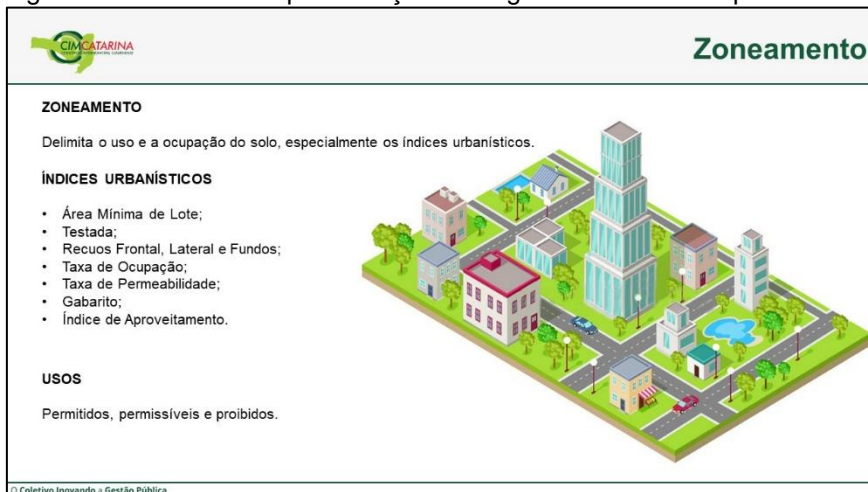 CIMCATARINA
Zoneamento
ZONEAMENTO
Delimita o uso e a ocupação do solo, especialmente os índices urbanísticos.
ÍNDICES URBANÍSTICOS
• Área Mínima de Lote;
• Testada;
• Recuos Frontal, Lateral e Fundos;
• Taxa de Ocupação;
• Taxa de Permeabilidade;
• Gabarito;
• Índice de Aproveitamento.
USOS
Permitidos, permissíveis e proibidos.
O Coletivo Inovando a Gestão Pública